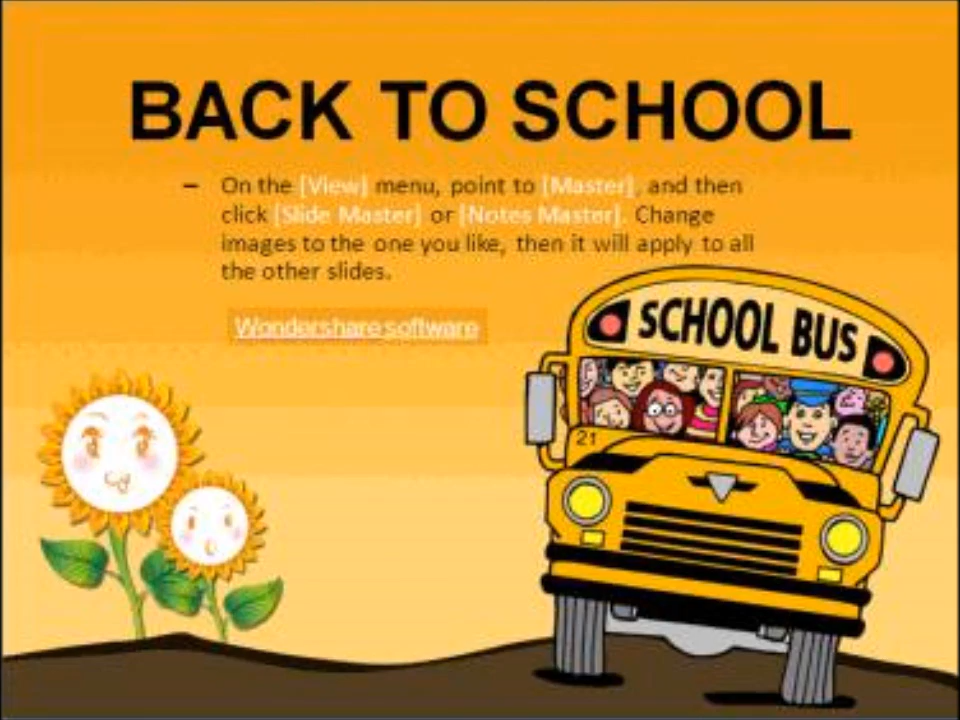 BACK TO SCHOOL
– On the [View] menu, point to [Master], and then
click [Slide Master] or [Notes Master]. Change
images to the one you like, then it will apply to all
the other slides.
Wondershare software
SCHOOL BUS
21